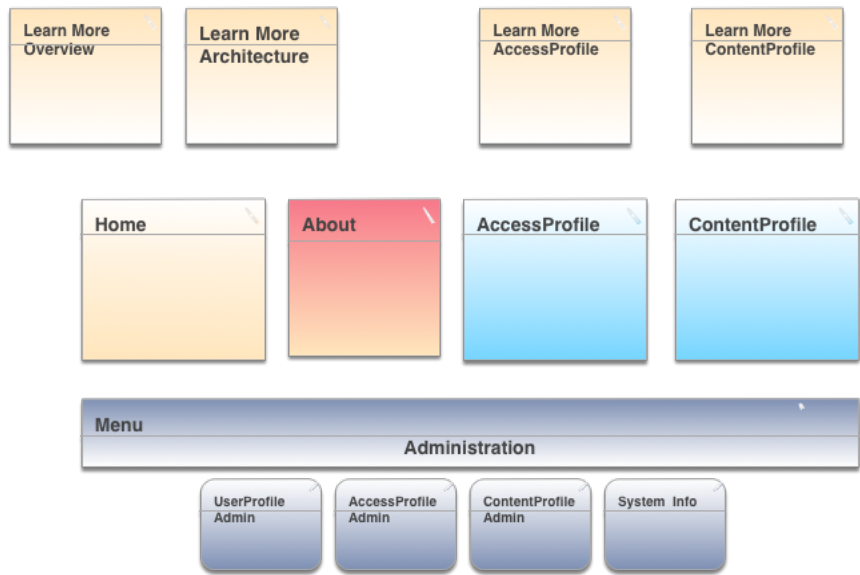 Learn More
Overview
Learn More
Architecture
Learn More
AccessProfile
Learn More
ContentProfile
Home
About
AccessProfile
ContentProfile
Menu
Administration
UserProfile
Admin
AccessProfile
Admin
ContentProfile
Admin
System Info